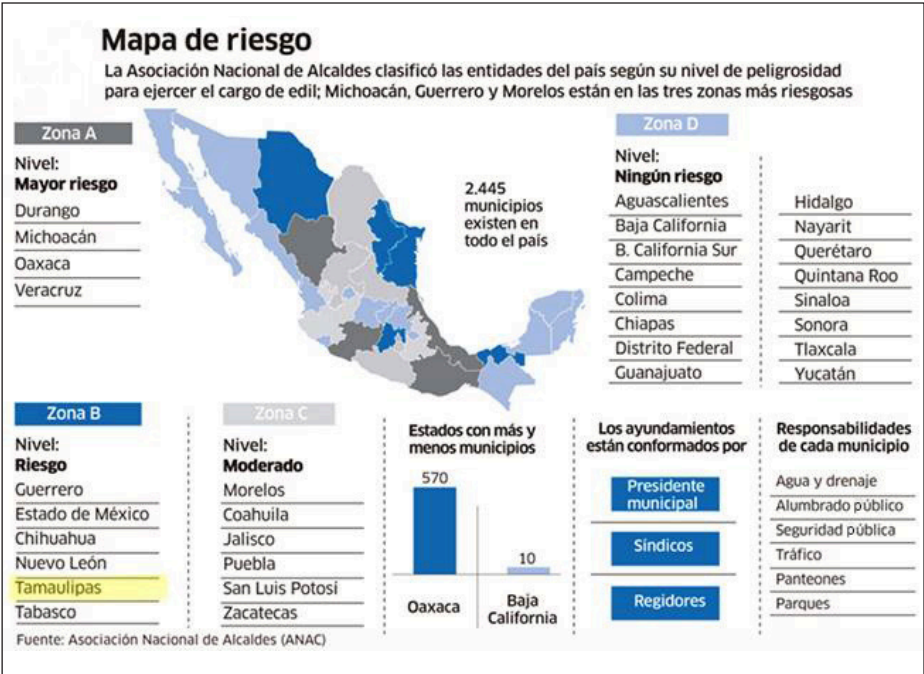 Mapa de riesgo
La Asociación Nacional de Alcaldes clasificó las entidades del país según su nivel de peligrosidad
para ejercer el cargo de edil; Michoacán, Guerrero y Morelos están en las tres zonas más riesgosas
Zona A
Nivel:
Mayor riesgo
Durango
Michoacán
Oaxaca
Veracruz
2.445
municipios
existen en
todo el país
Zona D
Nivel:
Ningún riesgo
Aguascalientes
Baja California
B. California Sur
Campeche
Colima
Chiapas
Distrito Federal
Guanajuato
Hidalgo
Nayarit
Querétaro
Quintana Roo
Sinaloa
Sonora
Tlaxcala
Yucatán
Zona B
Nivel:
Riesgo
Guerrero
Estado de México
Chihuahua
Nuevo León
Tamaulipas
Tabasco
Zona C
Nivel:
Moderado
Morelos
Coahuila
Jalisco
Puebla
San Luis Potosí
Zacatecas
Estados con más y
menos municipios
570
10
Oaxaca
Baja
California
Los ayundamientos
están conformados por
Presidente
municipal
Síndicos
Regidores
Responsabilidades
de cada municipio
Agua y drenaje
Alumbrado público
Seguridad pública
Tráfico
Panteones
Parques
Fuente: Asociación Nacional de Alcaldes (ANAC)